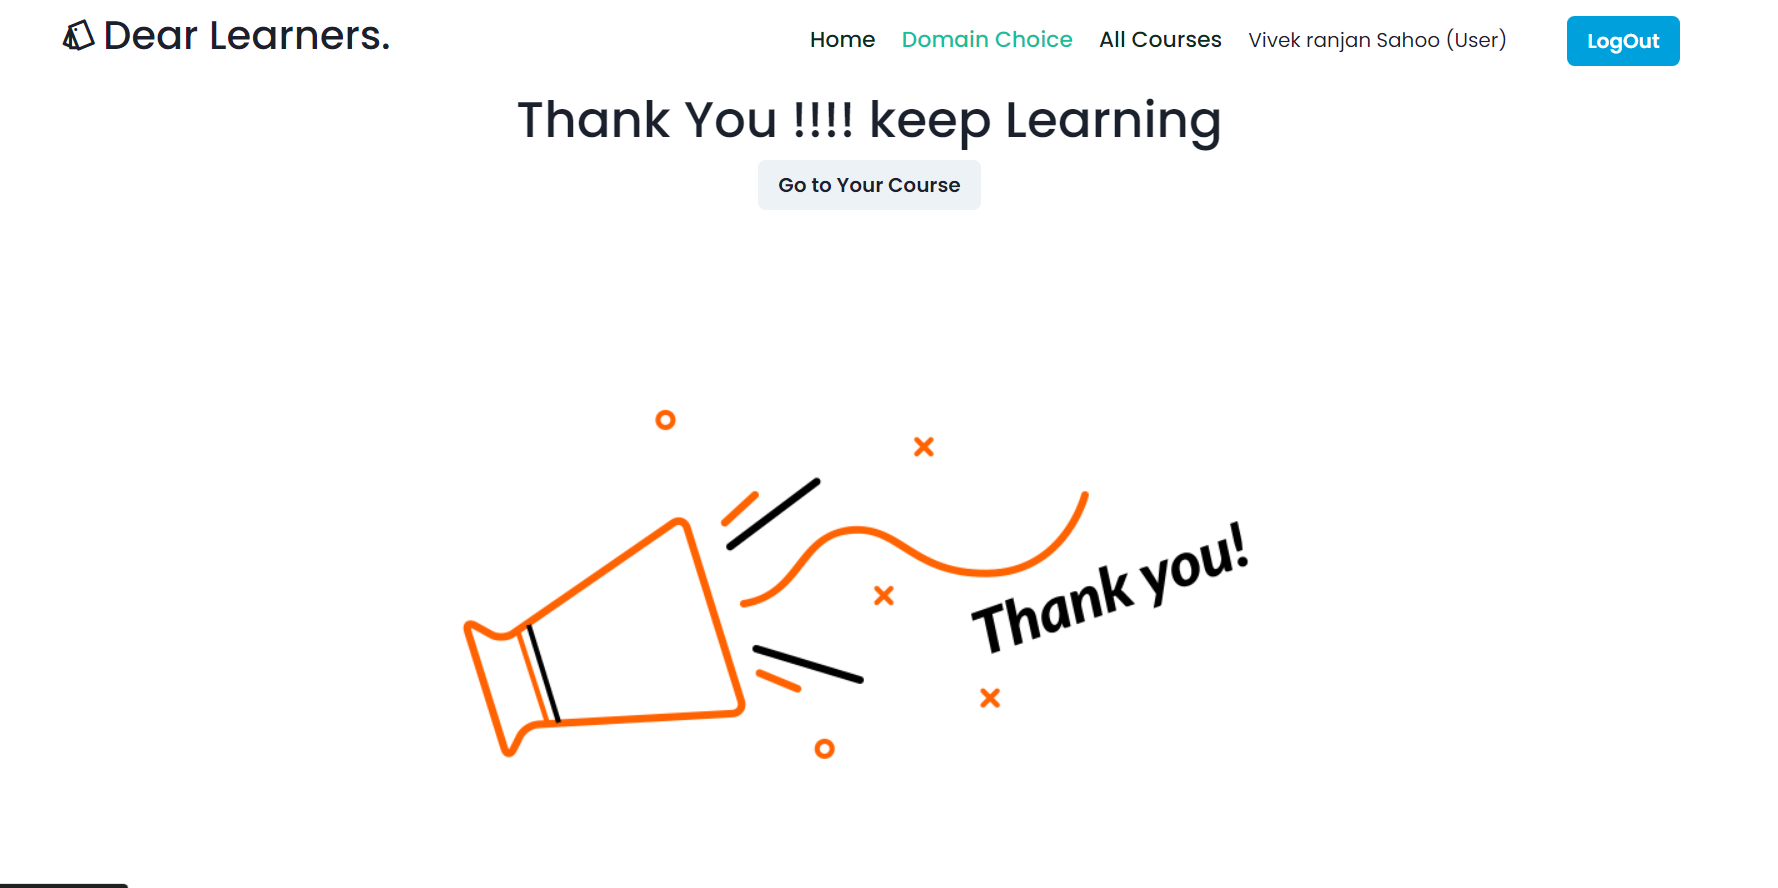 Dear Learners.
Home Domain Choice All Courses Vivek ranjan Sahoo (User) LogOut
Thank You !!!! keep Learning
Go to Your Course
Thank you!